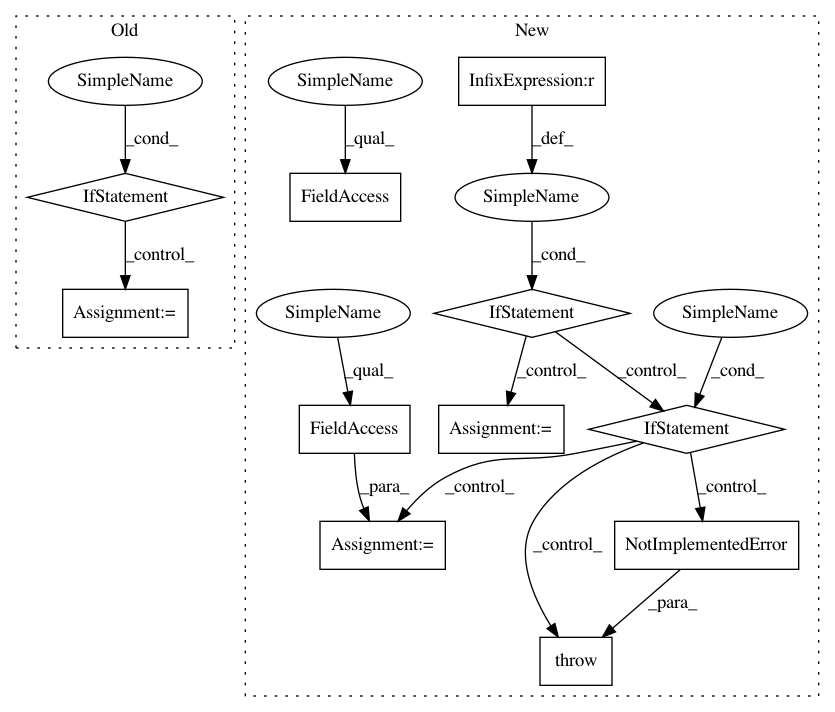 Old
New
SimpleName
SimpleName
InfixExpression:r
_cond_
_qual_
_def_
IfStatement
FieldAccess
SimpleName
_control_
_cond_
Assignment:=
SimpleName
IfStatement
SimpleName
_qual_
_control_
_control_
_cond_
FieldAccess
Assignment:=
IfStatement
_para_
_control_
_control_
Assignment:=
_control_
NotImplementedError
_para_
throw